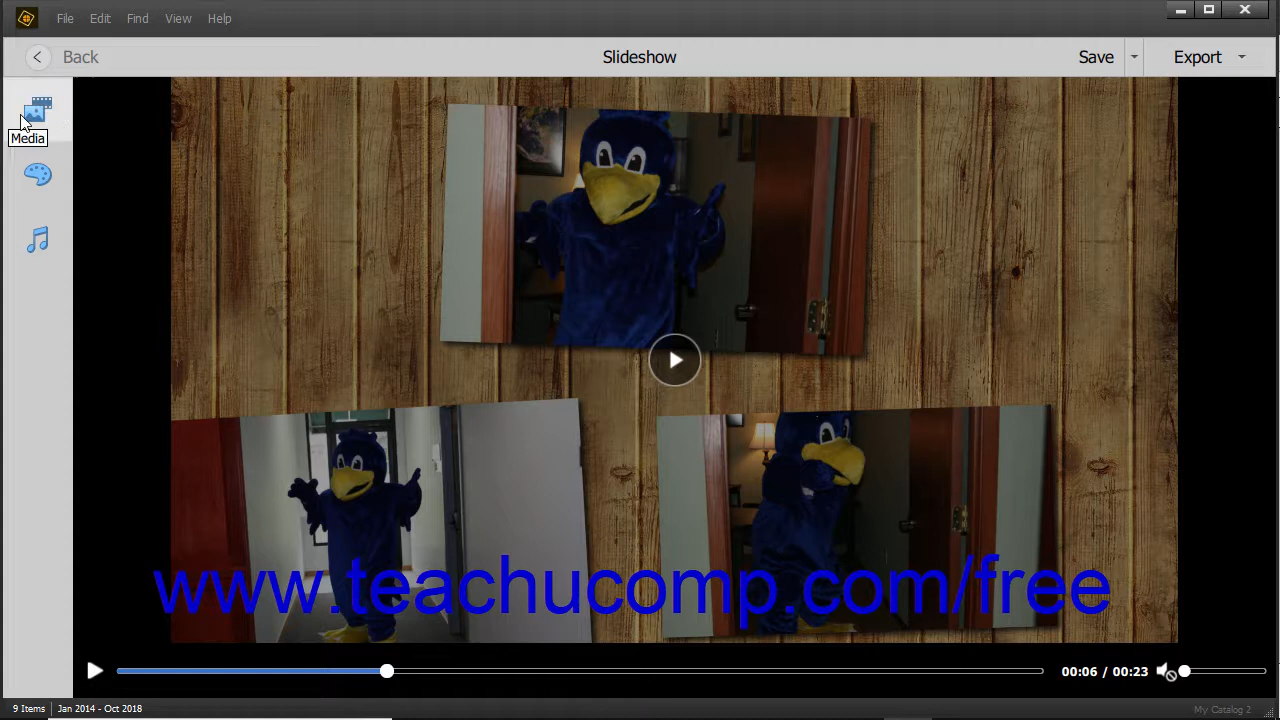 File Edit Find View Help
Back Slideshow Save Export
Media
www.teachucomp.com/free
00:06 / 00:23
9 Items Jan 2014 - Oct 2018 My Catalog 2